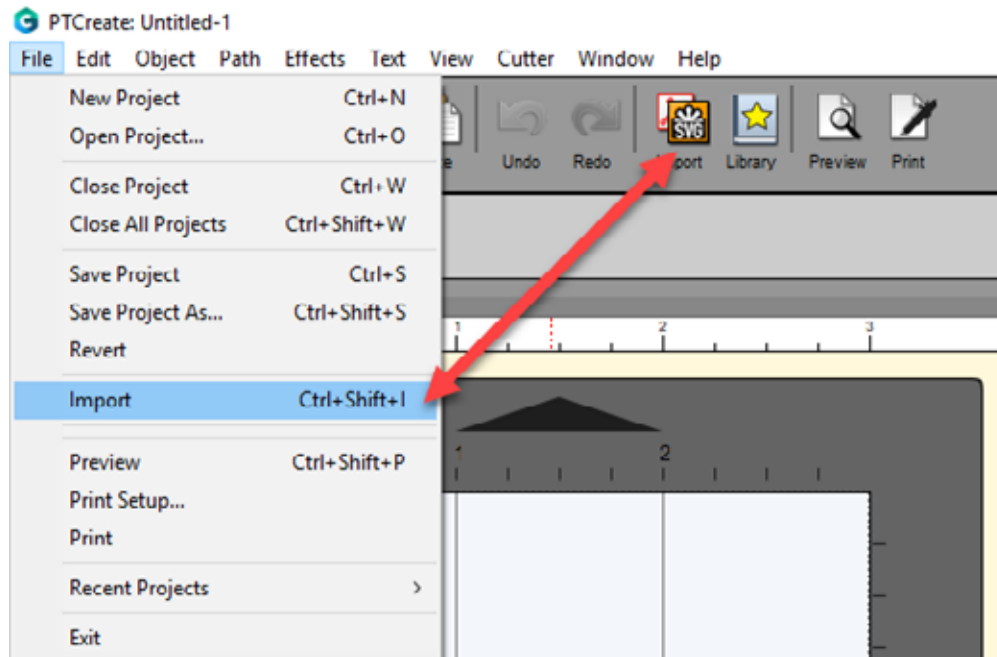 PTCreate: Untitled-1
File Edit Object Path Effects Text View Cutter Window Help
New Project Ctrl+N
Open Project... Ctrl+O
Close Project Ctrl+W
Close All Projects Ctrl+Shift+W
Save Project Ctrl+S
Save Project As... Ctrl+Shift+S
Revert
Import Ctrl+Shift+I
Preview Ctrl+Shift+P
Print Setup...
Print
Recent Projects >
Exit
SVG
Undo Redo Library Preview Print
1 2 3
1 2